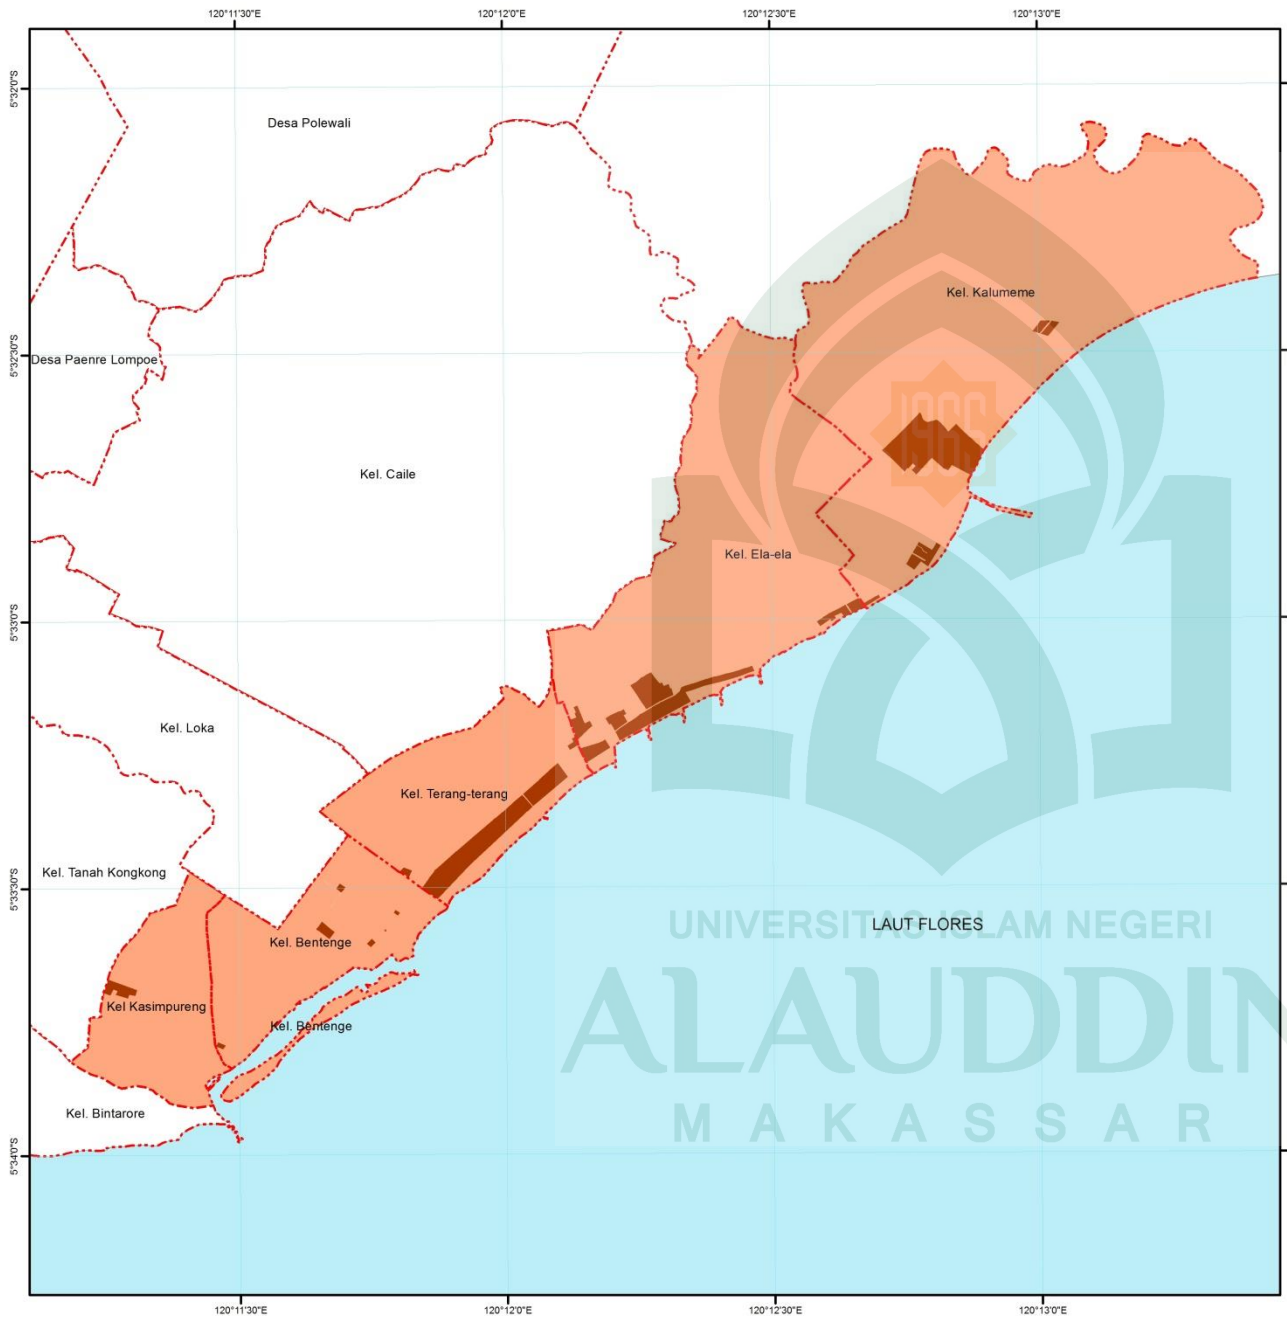 120°11'30"E 120°12'0"E 120°12'30"E 120°13'0"E
5°32'0"S
Desa Polewali
Kel. Kalumeme
5°32'30"S
Desa Paenre Lompoe
1965
Kel. Caile
Kel. Ela-ela
5°33'0"S
Kel. Loka
Kel. Terang-terang
Kel. Tanah Kongkong
5°33'30"S
LAUT FLORES
UNIVERSITAS ISLAM NEGERI
Kel. Bentenge
ALAUDDIN
Kel Kasimpureng
Kel. Bentenge
Kel. Bintarore
MAKASSAR
5°34'0"S
120°11'30"E 120°12'0"E 120°12'30"E 120°13'0"E